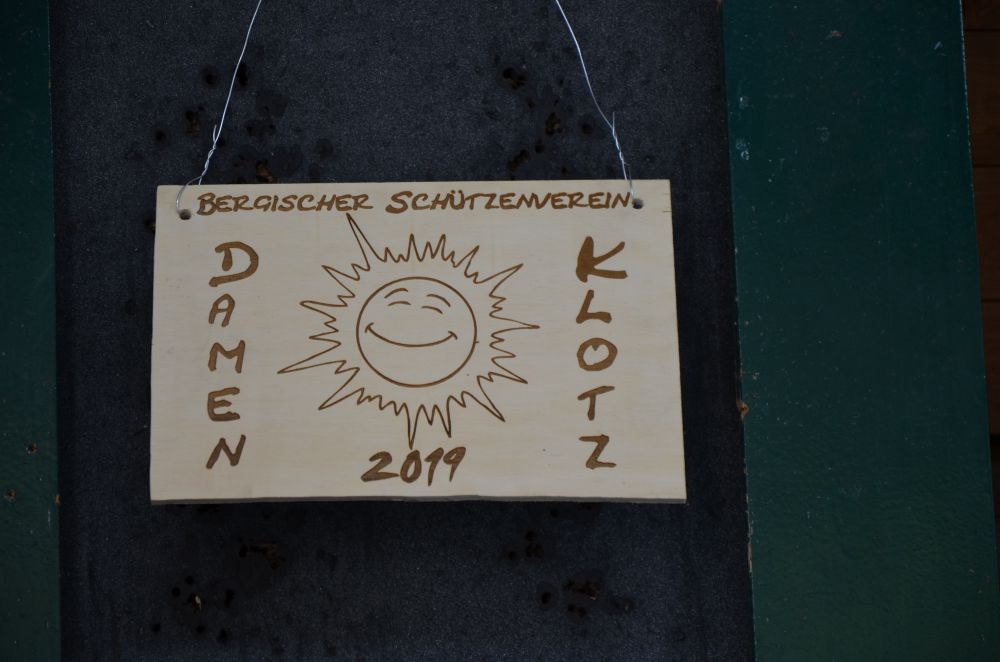 BERGISCHER SCHÜTZENVEREIN
DAMEN
KLOTZ
2019